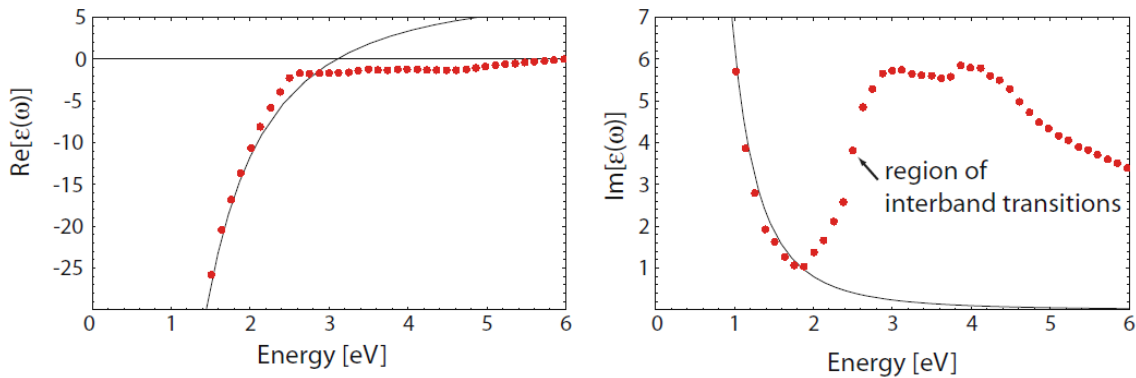 5
0
-5
-10
-15
-20
-25
Re[ε(ω)]
0 1 2 3 4 5 6
Energy [eV]
7
6
5
4
3
2
1
Im[ε(ω)]
region of
interband transitions
0 1 2 3 4 5 6
Energy [eV]